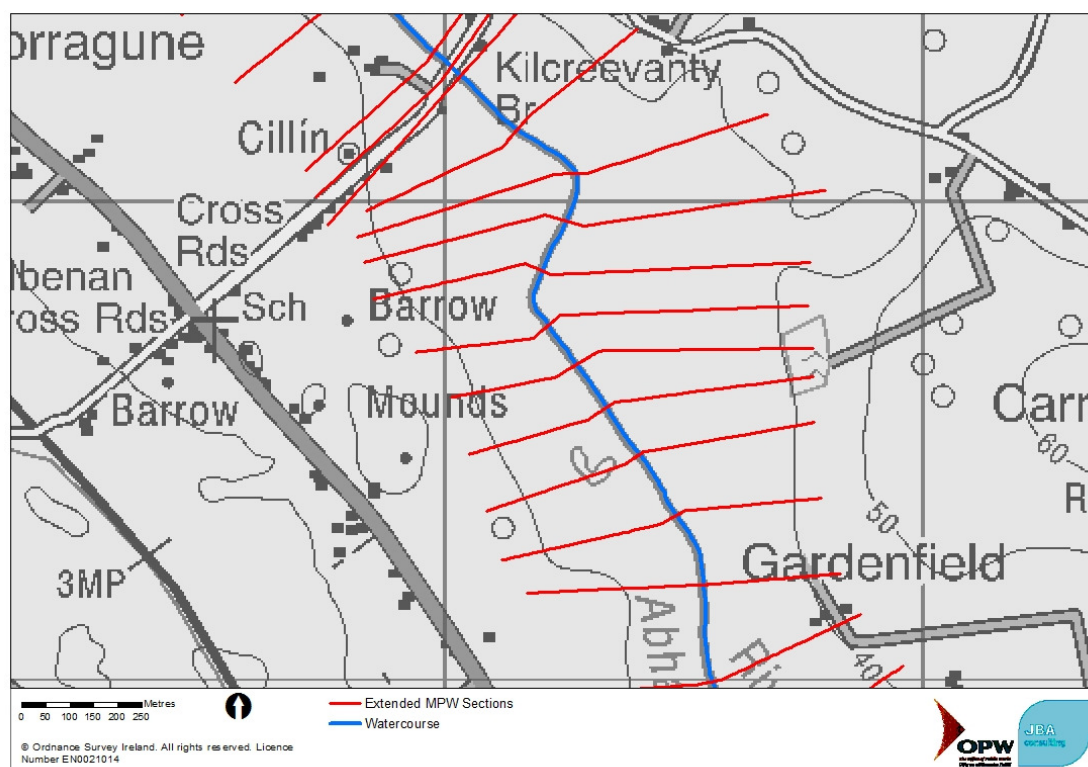 orragune
Kilcreevanty
Br
Cillín
Cross
Rds
lbenan
ross Rds
Sch
Barrow
Barrow
Mounds
Carr
60
R
50
3MP
Gardenfield
Abh
40
Metres
0 50 100 150 200 250
Extended MPW Sections
Watercourse
© Ordnance Survey Ireland. All rights reserved. Licence
Number EN0021014
OPW
JBA
consulting